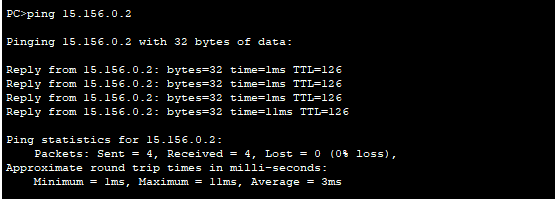 PC>ping 15.156.0.2
Pinging 15.156.0.2 with 32 bytes of data:
Reply from 15.156.0.2: bytes=32 time=1ms TTL=126
Reply from 15.156.0.2: bytes=32 time=1ms TTL=126
Reply from 15.156.0.2: bytes=32 time=1ms TTL=126
Reply from 15.156.0.2: bytes=32 time=11ms TTL=126
Ping statistics for 15.156.0.2:
Packets: Sent = 4, Received = 4, Lost = 0 (0% loss),
Approximate round trip times in milli-seconds:
Minimum = 1ms, Maximum = 11ms, Average = 3ms